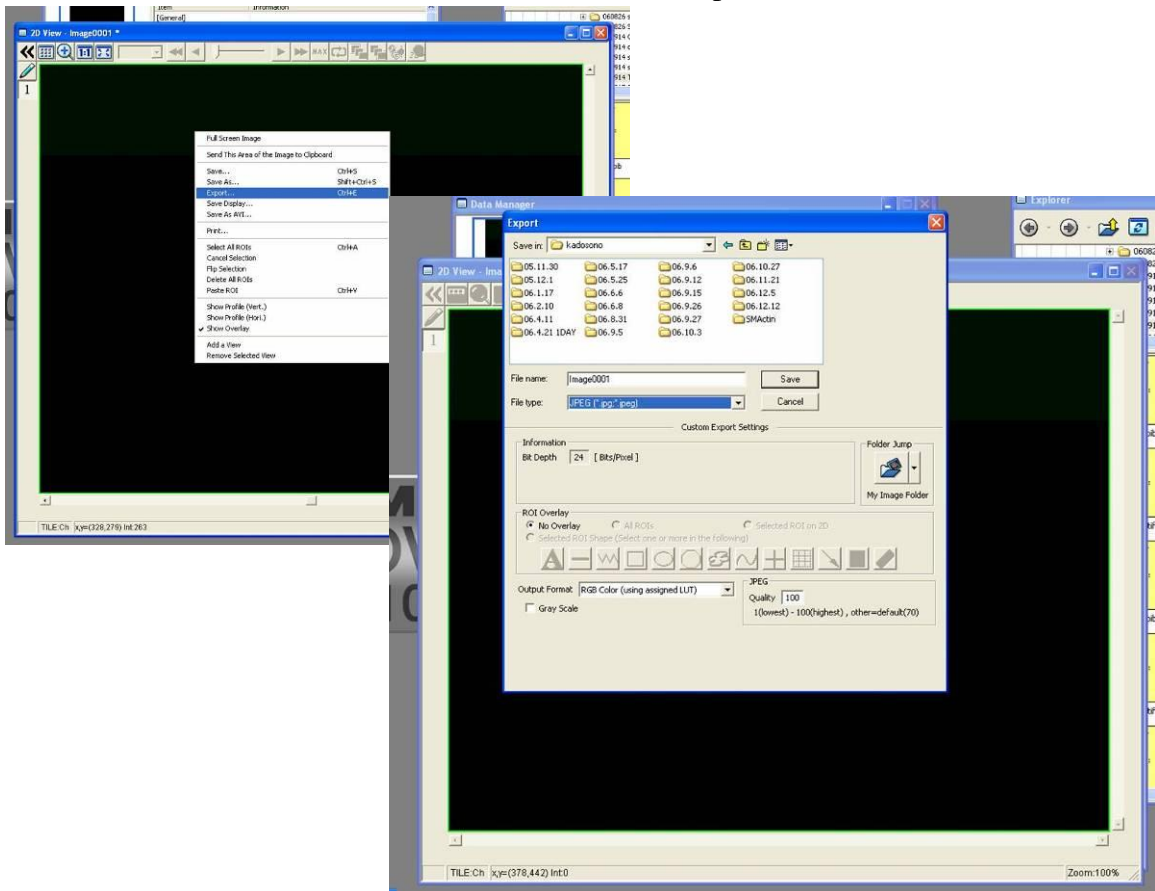 Item Information
[General]
060826 s
2D View - Image0001 *
1
Full Screen Image
Send This Area of the Image to Clipboard
Save... Ctrl+S
Save As... Shift+Ctrl+S
Export... Ctrl+E
Save Display...
Save As AVI...
Print...
Select All ROIs Ctrl+A
Cancel Selection
Flip Selection
Delete All ROIs
Paste ROI Ctrl+V
Show Profile (Vert.)
Show Profile (Hori.)
Show Overlay
Add a View
Remove Selected View
TILE:Ch x,y=(328,279) Int:263
Data Manager
Explorer
Export
Save in: kadosono
05.11.30 06.5.17 06.9.6 06.10.27
05.12.1 06.5.25 06.9.12 06.11.21
06.1.17 06.6.6 06.9.15 06.12.5
06.2.10 06.6.8 06.9.26 06.12.12
06.4.11 06.8.31 06.9.27 SMActin
06.4.21 1DAY 06.9.5 06.10.3
2D View - Ima
1
File name: Image0001 Save
File type: JPEG (*.jpg;*.jpeg) Cancel
Custom Export Settings
Information
Bit Depth 24 [ Bits/Pixel ]
Folder Jump
My Image Folder
ROI Overlay
No Overlay All ROIs Selected ROI on 2D
Selected ROI Shape (Select one or more in the following)
Output Format RGB Color (using assigned LUT)
Gray Scale
JPEG
Quality 100
1(lowest) - 100(highest) , other=default(70)
TILE:Ch x,y=(378,442) Int:0 Zoom:100%